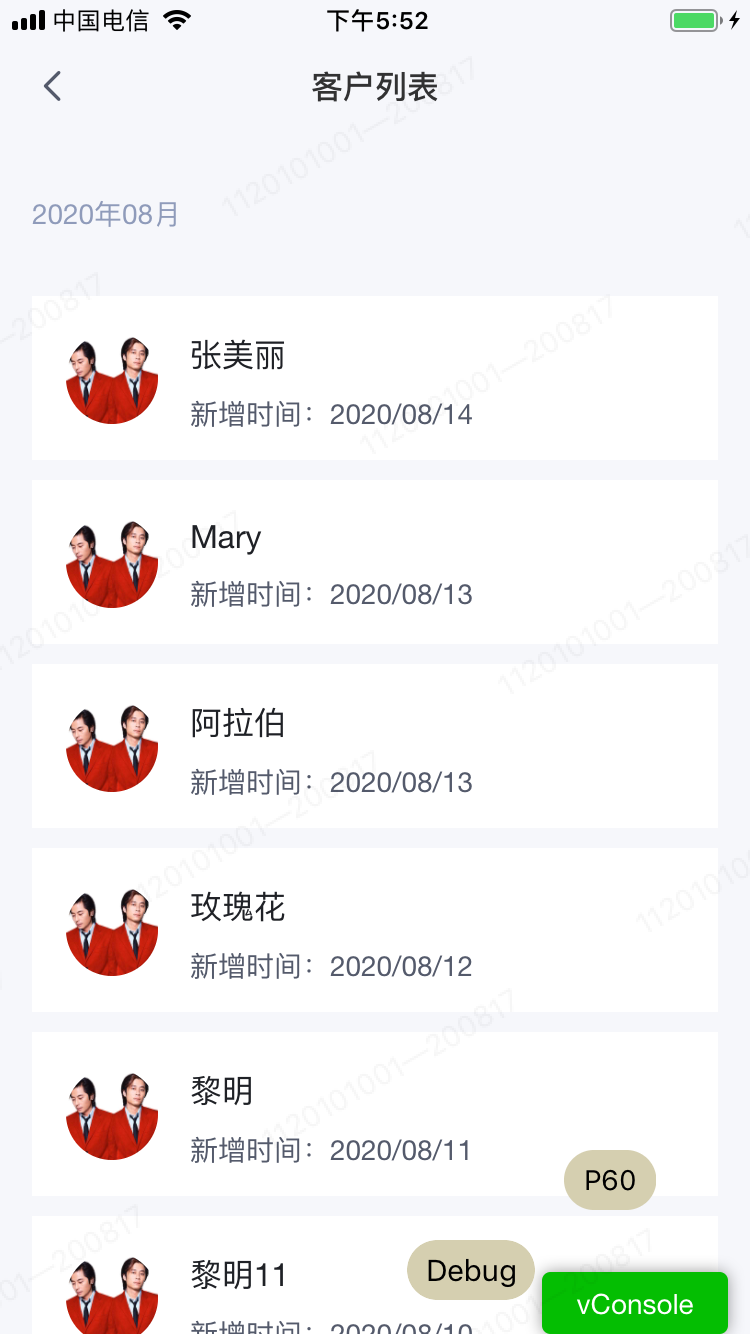 中国电信
下午5:52
客户列表
2020年08月
张美丽
新增时间：2020/08/14
Mary
新增时间：2020/08/13
阿拉伯
新增时间：2020/08/13
玫瑰花
新增时间：2020/08/12
黎明
新增时间：2020/08/11
P60
黎明11
Debug
新增时间：2020/08/10
vConsole
1120101001—200817